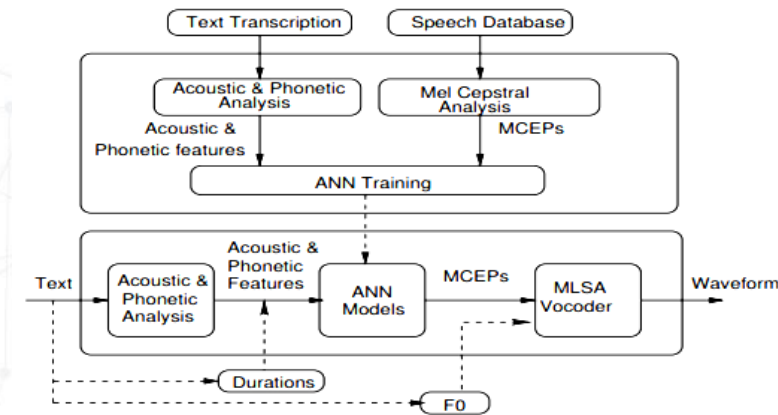 Text Transcription
Speech Database
Acoustic & Phonetic
Analysis
Mel Cepstral
Analysis
Acoustic &
Phonetic features
MCEPs
ANN Training
Text
Acoustic &
Phonetic
Analysis
Acoustic &
Phonetic
Features
ANN
Models
MCEPs
MLSA
Vocoder
Waveform
Durations
F0